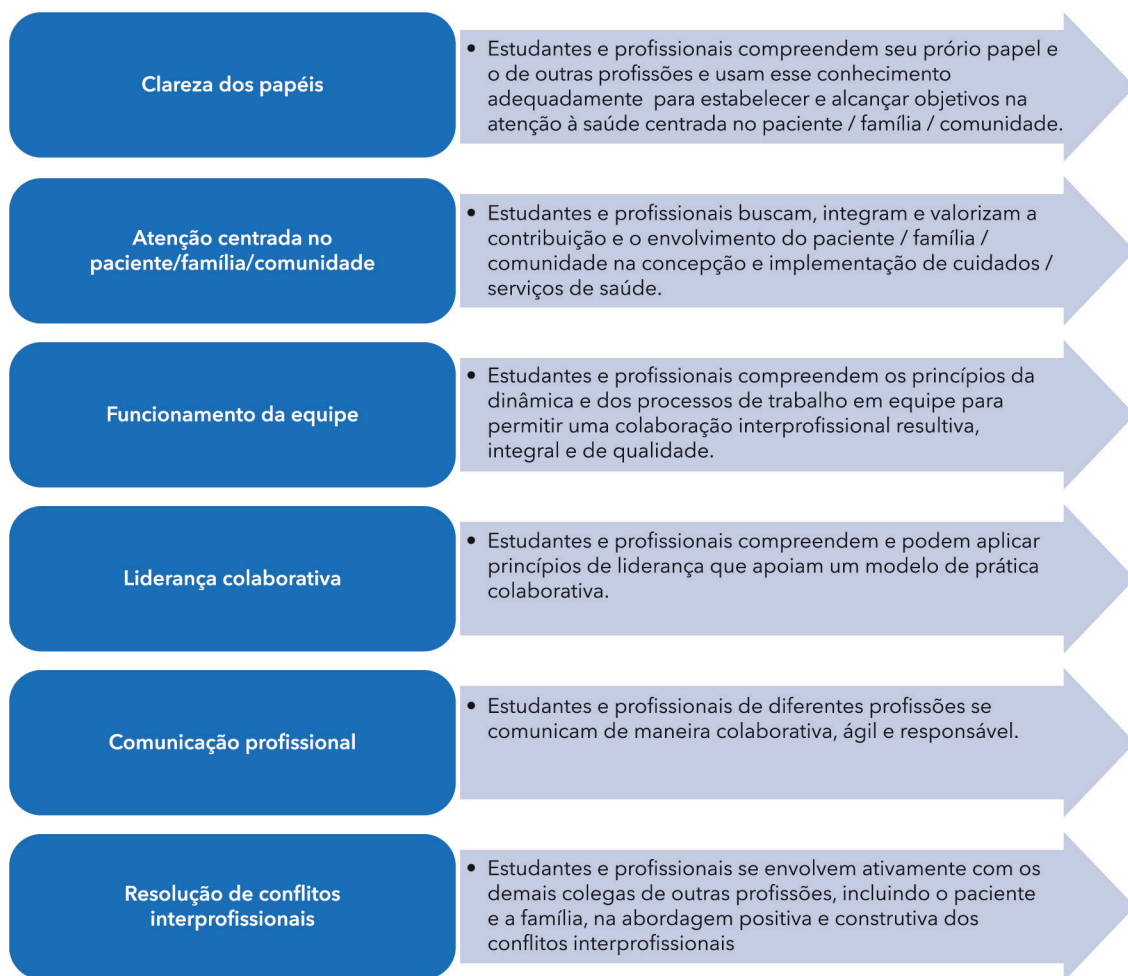 Clareza dos papéis
• Estudantes e profissionais compreendem seu prório papel e
o de outras profissões e usam esse conhecimento
adequadamente para estabelecer e alcançar objetivos na
atenção à saúde centrada no paciente / família / comunidade.
Atenção centrada no
paciente/família/comunidade
• Estudantes e profissionais buscam, integram e valorizam a
contribuição e o envolvimento do paciente / família /
comunidade na concepção e implementação de cuidados /
serviços de saúde.
Funcionamento da equipe
• Estudantes e profissionais compreendem os princípios da
dinâmica e dos processos de trabalho em equipe para
permitir uma colaboração interprofissional resultiva,
integral e de qualidade.
Liderança colaborativa
• Estudantes e profissionais compreendem e podem aplicar
princípios de liderança que apoiam um modelo de prática
colaborativa.
Comunicação profissional
• Estudantes e profissionais de diferentes profissões se
comunicam de maneira colaborativa, ágil e responsável.
Resolução de conflitos
interprofissionais
• Estudantes e profissionais se envolvem ativamente com os
demais colegas de outras profissões, incluindo o paciente
e a família, na abordagem positiva e construtiva dos
conflitos interprofissionais